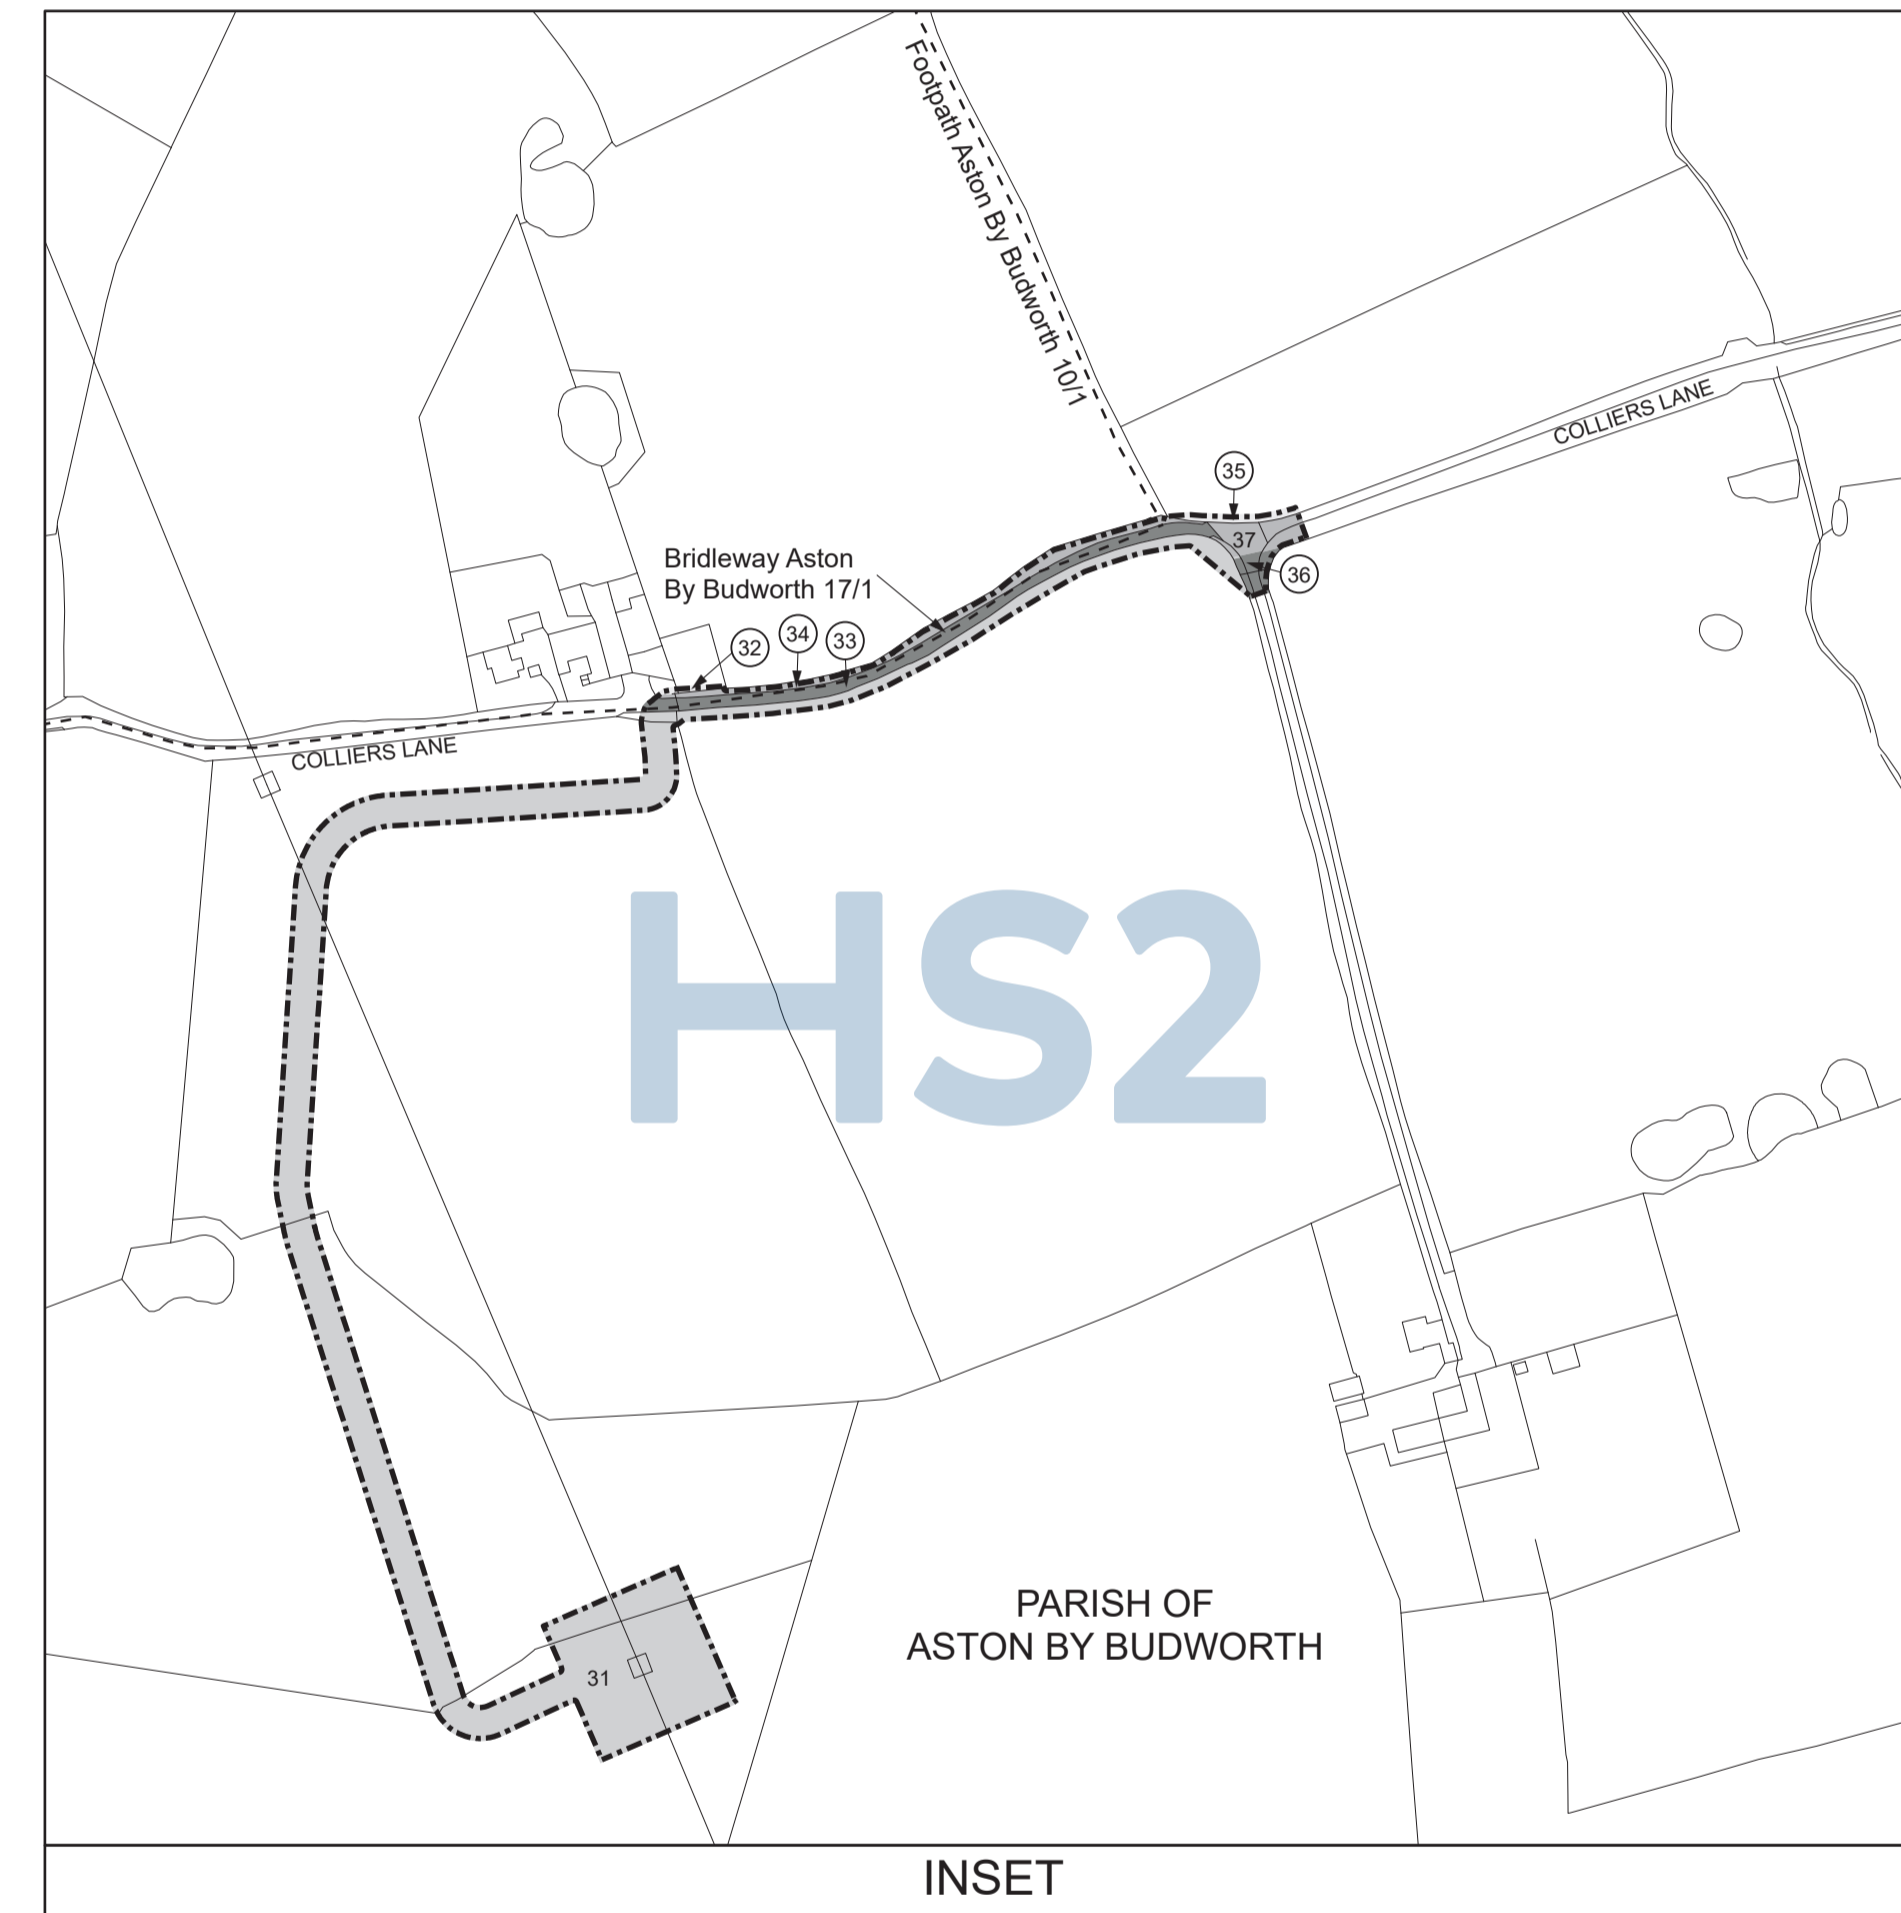 Footpath Aston By Budworth 10/1
COLLIERS LANE
35
37
36
Bridleway Aston
By Budworth 17/1
32
34
33
COLLIERS LANE
HS2
31
PARISH OF
ASTON BY BUDWORTH
INSET